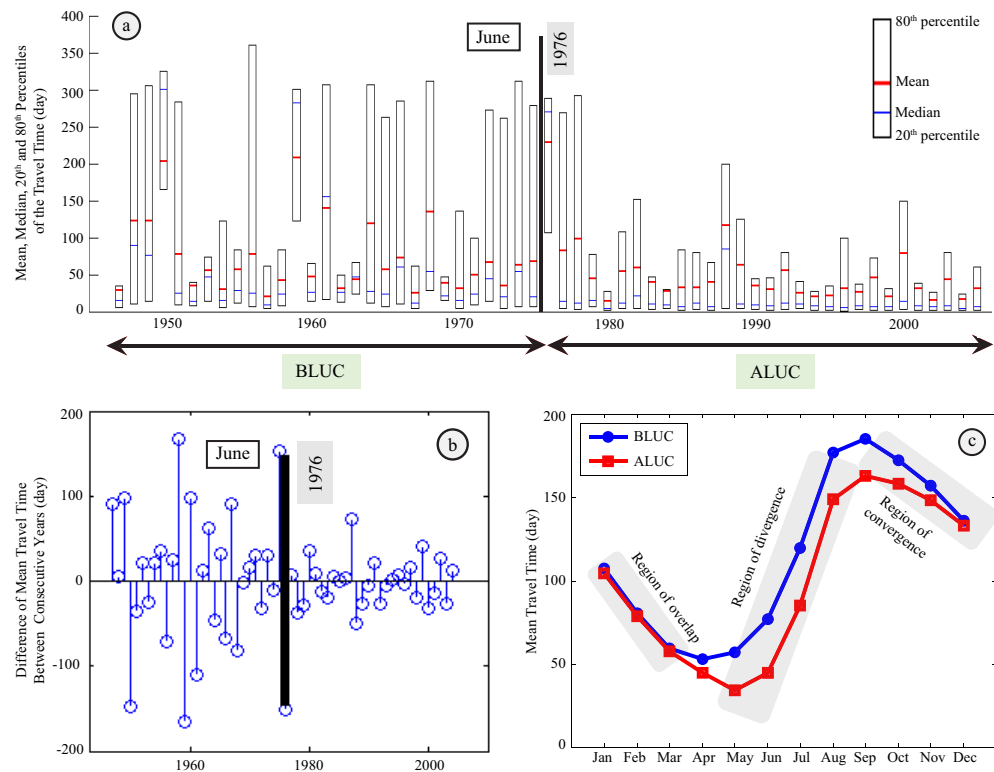 a
400
350
300
250
200
150
100
50
0
Mean, Median, 20th and 80th Percentiles
of the Travel Time (day)
June
1976
80th percentile
Mean
Median
20th percentile
1950
1960
1970
1980
1990
2000
BLUC
ALUC
b
200
100
0
-100
-200
Difference of Mean Travel Time
Between Consecutive Years (day)
June
1976
1960
1980
2000
c
200
150
100
50
0
Mean Travel Time (day)
BLUC
ALUC
Region of overlap
Region of divergence
Region of
convergence
Jan Feb Mar Apr May Jun Jul Aug Sep Oct Nov Dec